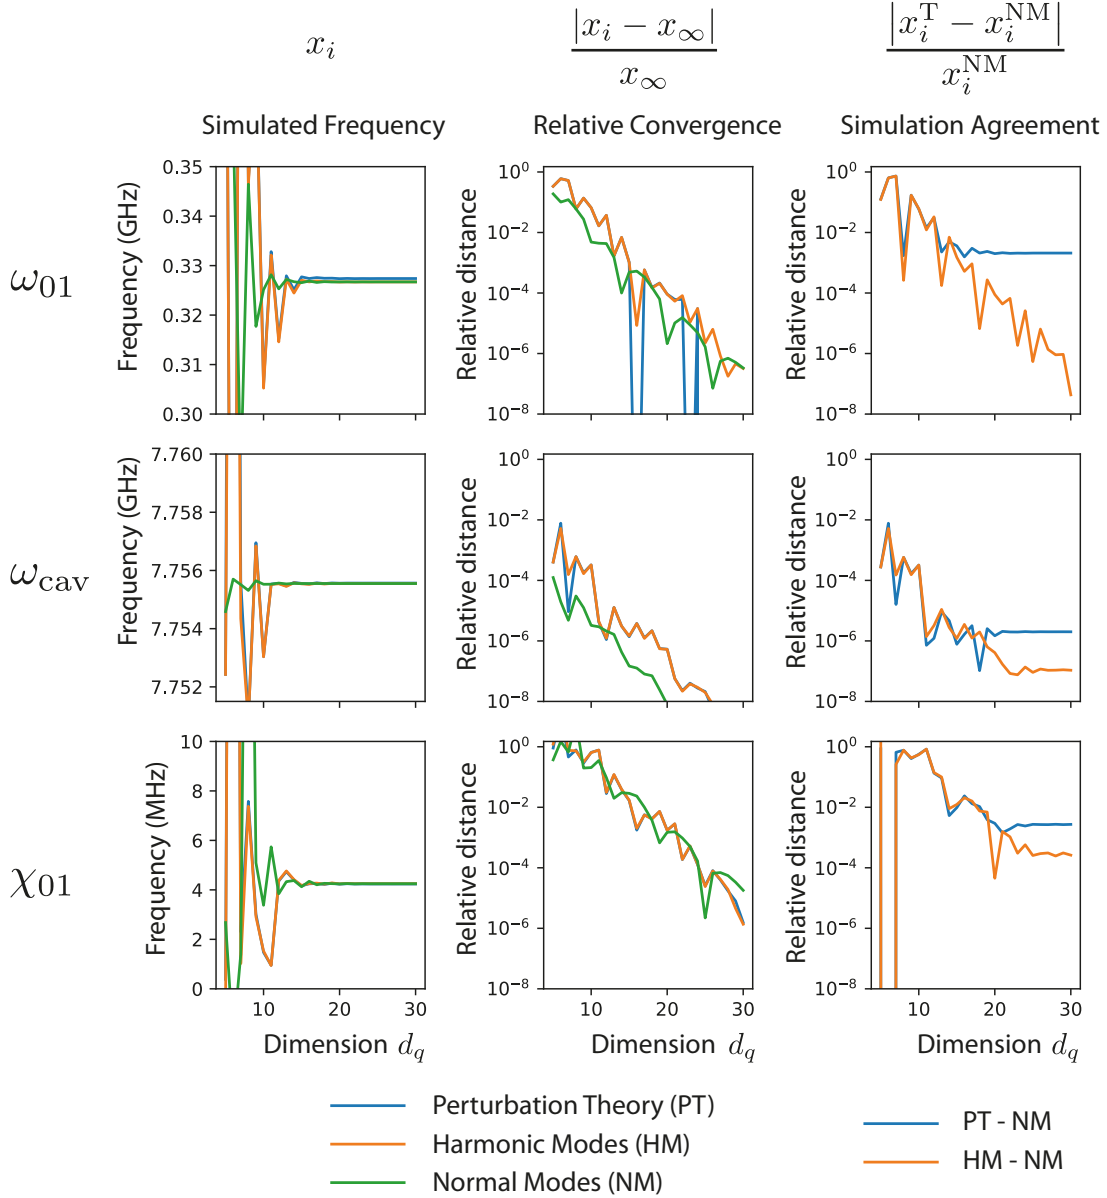 x_i
|x_i − x_∞| / x_∞
|x_i^T − x_i^NM| / x_i^NM
Simulated Frequency
Relative Convergence
Simulation Agreement
ω_01
Frequency (GHz)
0.35
0.34
0.33
0.32
0.31
0.30
Relative distance
10^0
10^−2
10^−4
10^−6
10^−8
Relative distance
10^0
10^−2
10^−4
10^−6
10^−8
ω_cav
Frequency (GHz)
7.760
7.758
7.756
7.754
7.752
Relative distance
10^0
10^−2
10^−4
10^−6
10^−8
Relative distance
10^0
10^−2
10^−4
10^−6
10^−8
χ_01
Frequency (MHz)
10
8
6
4
2
0
10 20 30
Dimension d_q
Relative distance
10^0
10^−2
10^−4
10^−6
10^−8
10 20 30
Dimension d_q
Relative distance
10^0
10^−2
10^−4
10^−6
10^−8
10 20 30
Dimension d_q
Perturbation Theory (PT)
Harmonic Modes (HM)
Normal Modes (NM)
PT - NM
HM - NM